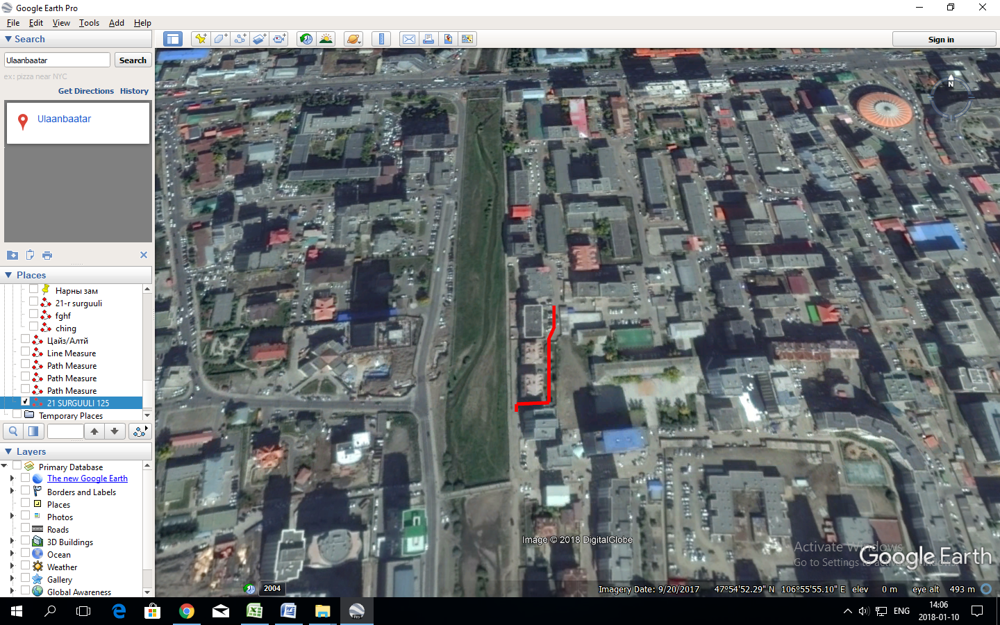 Google Earth Pro
File Edit View Tools Add Help
Search
Sign in
Ulaanbaatar
Search
ex: pizza near NYC
Get Directions History
Ulaanbaatar
N
Places
Нарны зам
21-r surguuli
fghf
ching
Цайз/Алтй
Line Measure
Path Measure
Path Measure
Path Measure
21 SURGUULI 125
Temporary Places
Layers
Primary Database
The new Google Earth
Borders and Labels
Places
Photos
Roads
3D Buildings
Ocean
Weather
Gallery
Global Awareness
Image © 2018 DigitalGlobe
Activate Windows
Go to Settings to activate Windows.
Google Earth
2004
Imagery Date: 9/20/2017 47°54'52.29" N 106°55'55.10" E elev 0 m eye alt 493 m
ENG
14:06
2018-01-10